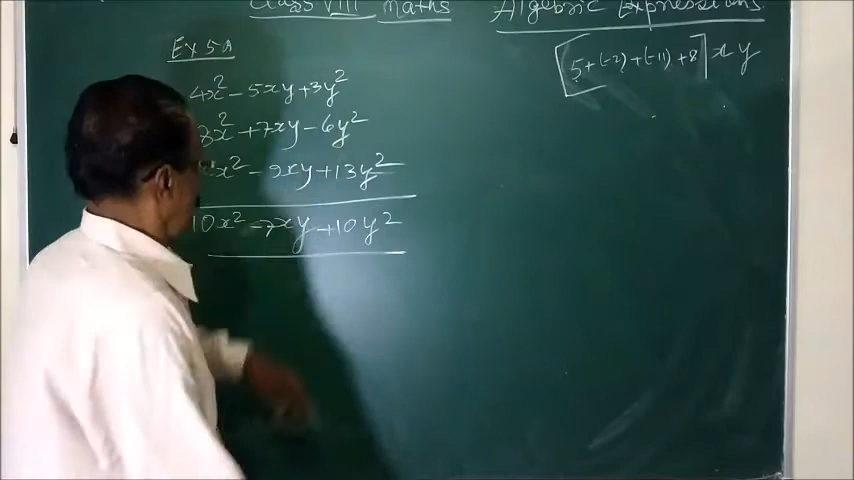 Class VIII Maths Algebric Expressions
Ex 5a
4x² - 5xy + 3y²
3x² + 7xy - 6y²
x² - 9xy + 13y²
10x² - 7xy + 10y²
[5 + (-2) + (-11) + 8] xy